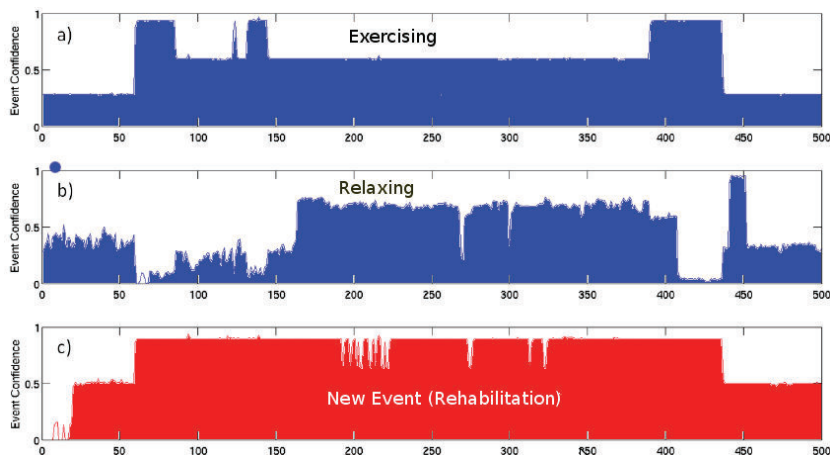 a)
Exercising
Event Confidence
1
0.5
0
0 50 100 150 200 250 300 350 400 450 500
b)
Relaxing
Event Confidence
1
0.5
0
0 50 100 150 200 250 300 350 400 450 500
c)
New Event (Rehabilitation)
Event Confidence
1
0.5
0
0 50 100 150 200 250 300 400 450 500